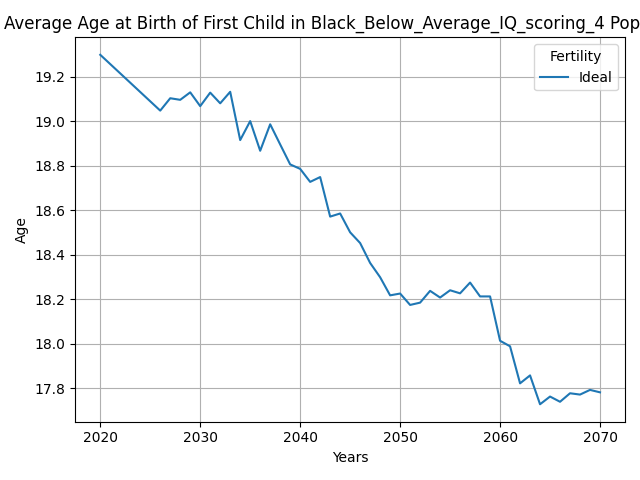 Average Age at Birth of First Child in Black_Below_Average_IQ_scoring_4 Pop
Fertility
Ideal
19.2
19.0
18.8
18.6
18.4
18.2
18.0
17.8
Age
2020 2030 2040 2050 2060 2070
Years